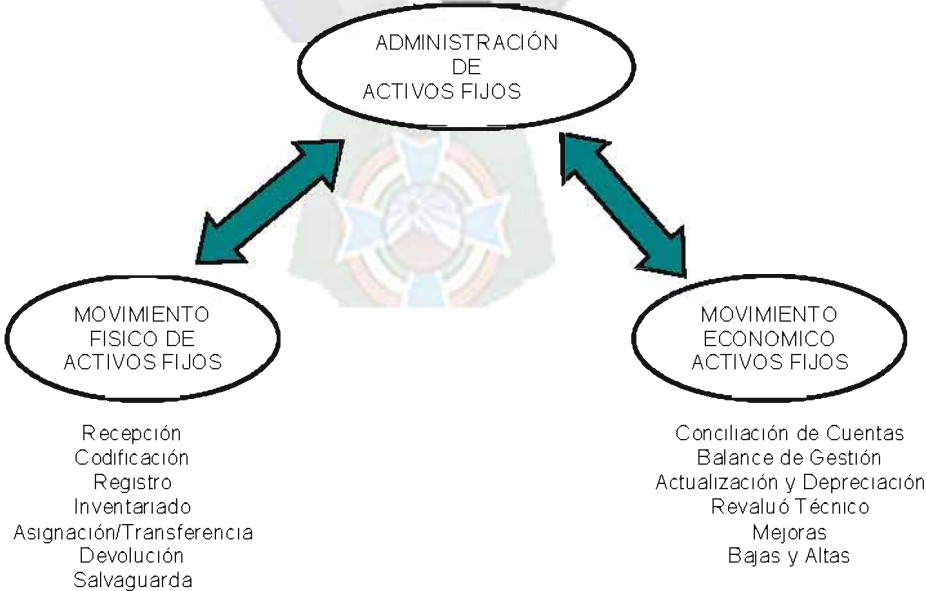 ADMINISTRACIÓN
DE
ACTIVOS FIJOS
MOVIMIENTO
FISICO DE
ACTIVOS FIJOS
Recepción
Codificación
Registro
Inventariado
Asignación/Transferencia
Devolución
Salvaguarda
MOVIMIENTO
ECONOMICO
ACTIVOS FIJOS
Conciliación de Cuentas
Balance de Gestión
Actualización y Depreciación
Revaluó Técnico
Mejoras
Bajas y Altas